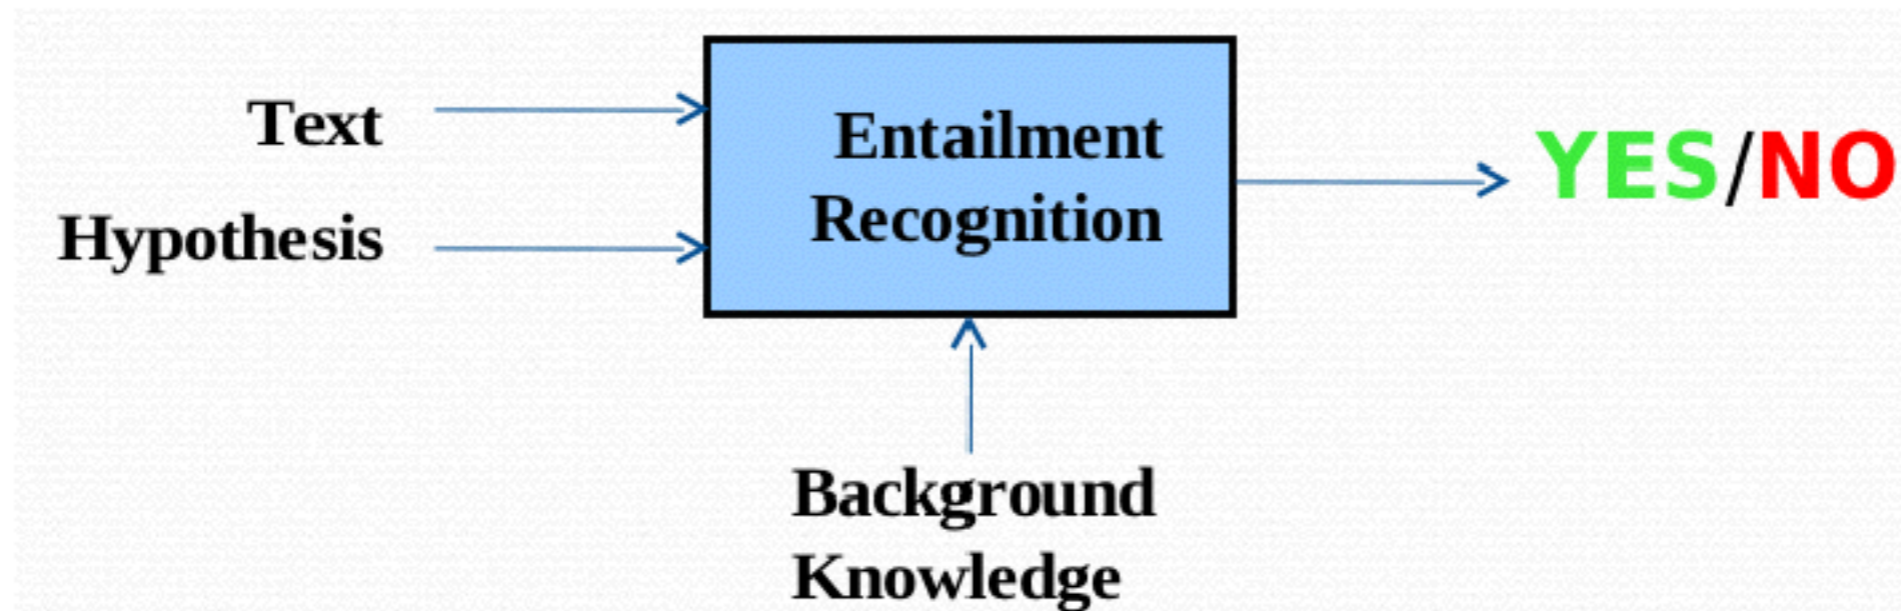 Text
Hypothesis
Entailment
Recognition
YES/NO
Background
Knowledge